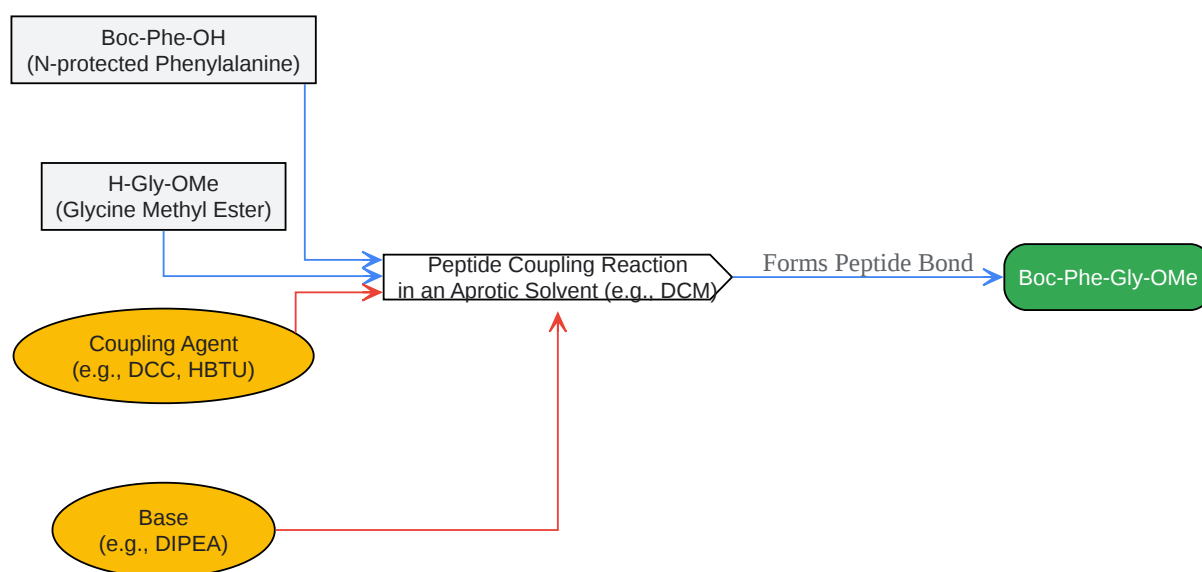 Boc-Phe-OH
(N-protected Phenylalanine)
H-Gly-OMe
(Glycine Methyl Ester)
Peptide Coupling Reaction
in an Aprotic Solvent (e.g., DCM)
Forms Peptide Bond
Boc-Phe-Gly-OMe
Coupling Agent
(e.g., DCC, HBTU)
Base
(e.g., DIPEA)